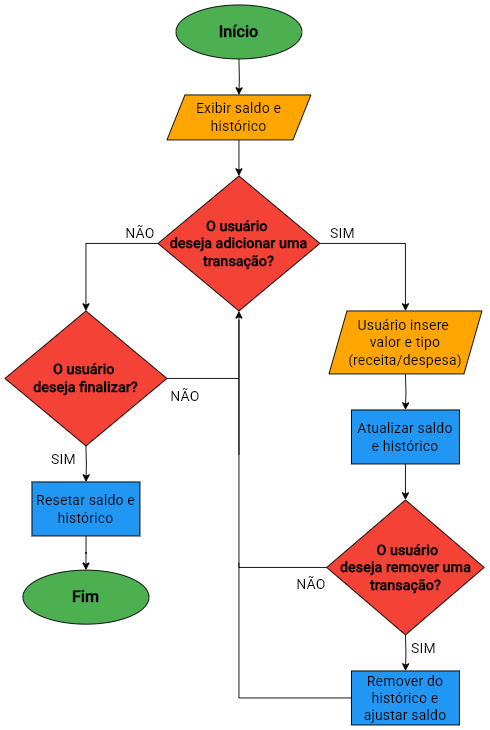 Início
Exibir saldo e
histórico
O usuário
deseja adicionar uma
transação?
NÃO
SIM
Usuário insere
valor e tipo
(receita/despesa)
O usuário
deseja finalizar?
NÃO
SIM
Atualizar saldo
e histórico
Resetar saldo e
histórico
O usuário
deseja remover uma
transação?
NÃO
SIM
Fim
Remover do
histórico e
ajustar saldo